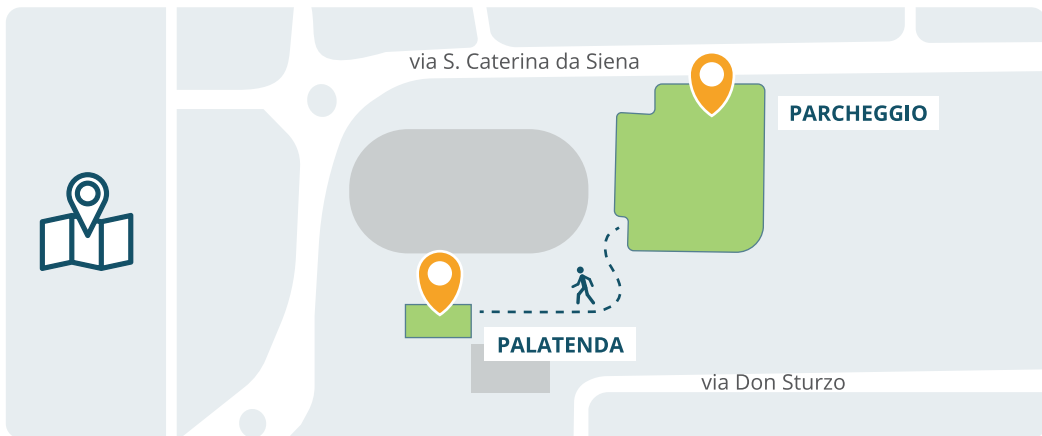 via S. Caterina da Siena
PARCHEGGIO
PALATENDA
via Don Sturzo